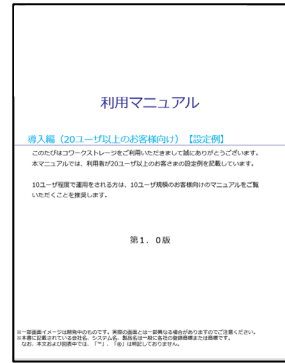 利用マニュアル
導入編（20ユーザ以上のお客様向け）【設定例】
このたびはコワークストレージをご利用いただきまして誠にありがとうございます。
本マニュアルでは、利用者が20ユーザ以上のお客さまの設定例を記載しています。
10ユーザ程度で運用をされる方は、10ユーザ規模のお客様向けのマニュアルをご覧
いただくことを推奨します。
第１．０版
※一部画面イメージは開発中のものです。実際の画面とは一部異なる場合がありますのでご注意ください。
※本書に記載されている会社名、システム名、製品名は一般に各社の登録商標または商標です。
なお、本文および図表中では、「™」、「®」は明記しておりません。